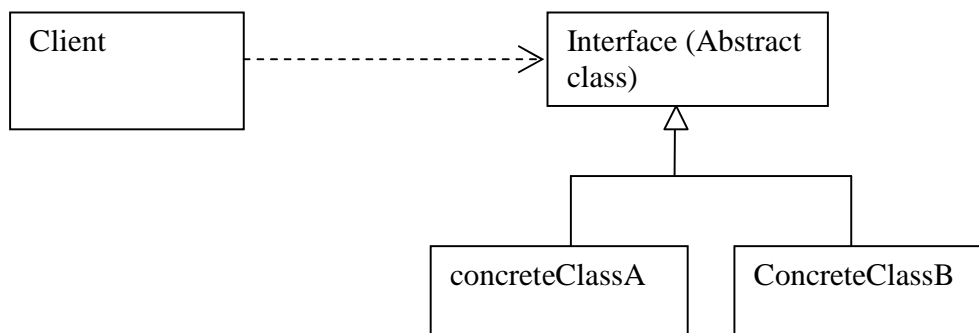 Client
Interface (Abstract
class)
concreteClassA
ConcreteClassB